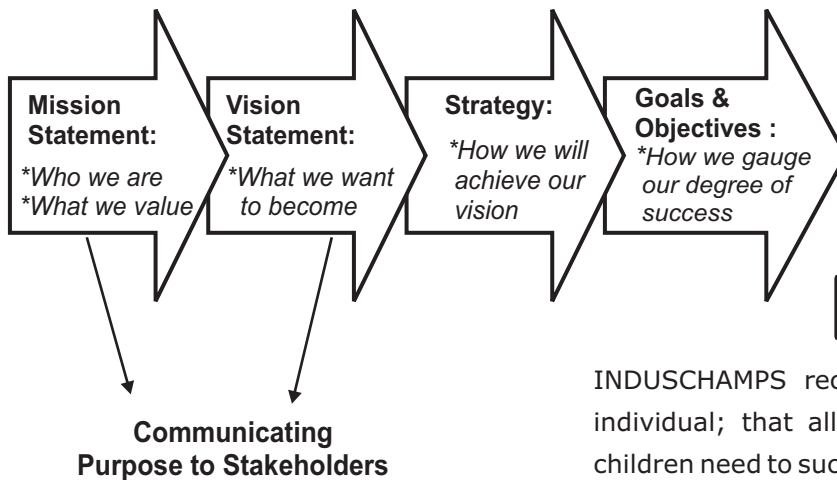 Mission
Statement:
*Who we are
*What we value
Vision
Statement:
*What we want
to become
Strategy:
*How we will
achieve our
vision
Goals &
Objectives :
*How we gauge
our degree of
success
Communicating
Purpose to Stakeholders
INDUSCHAMPS
individual; that all
children need to